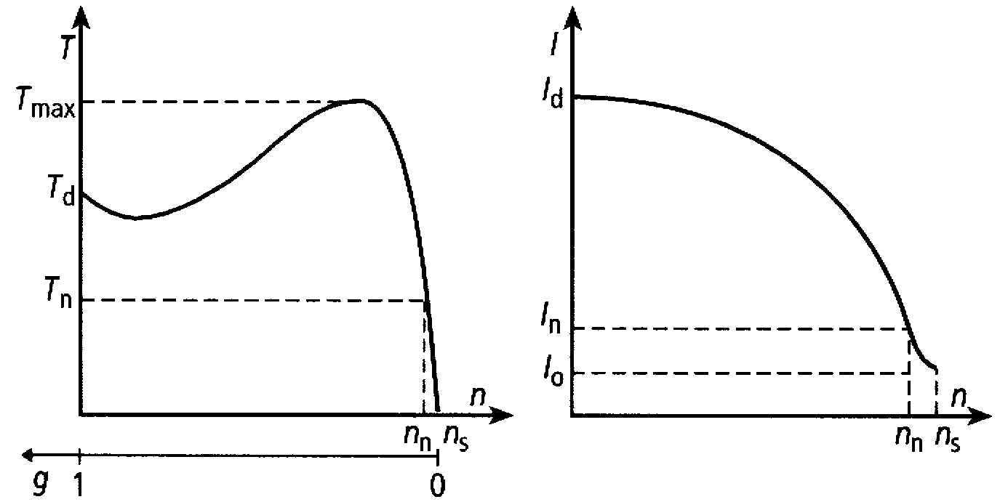 T
T_max
T_d
T_n
n
n_n n_s
g 1 0
I
I_d
I_n
I_o
n
n_n n_s